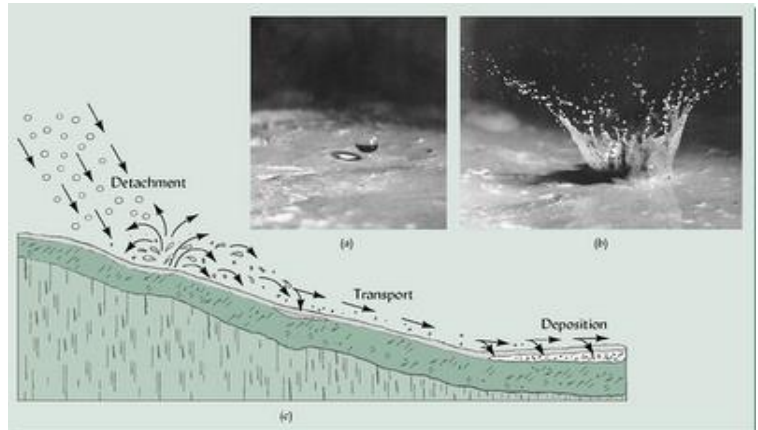 (a)
(b)
Detachment
Transport
Deposition
(c)